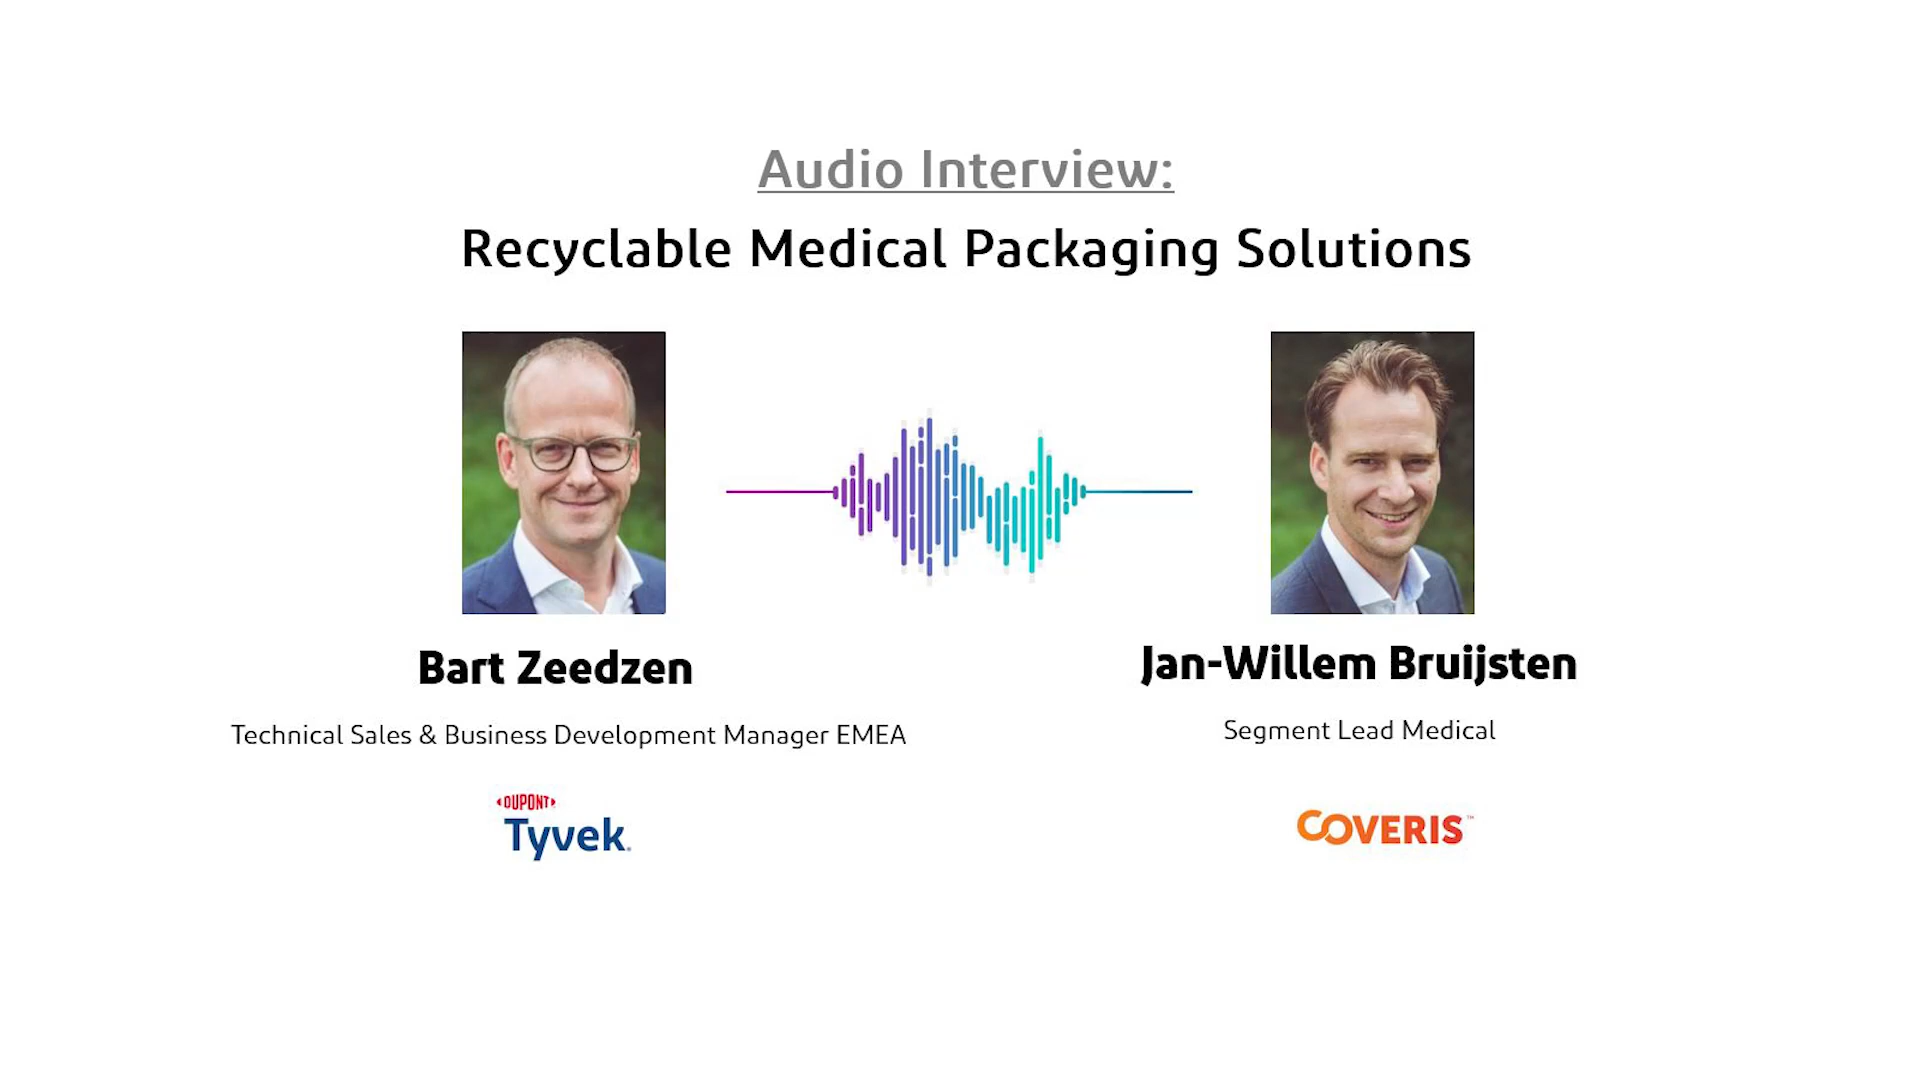 Audio Interview:
Recyclable Medical Packaging Solutions
Bart Zeedzen
Technical Sales & Business Development Manager EMEA
DUPONT
Tyvek®
Jan-Willem Bruijsten
Segment Lead Medical
COVERIS™